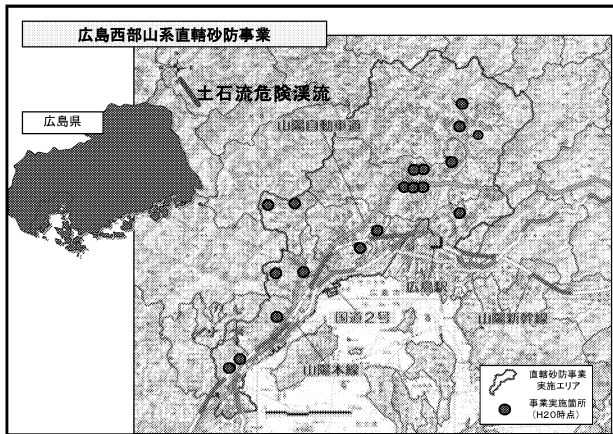 広島西部山系直轄砂防事業
土石流危険渓流
広島県
山陽自動車道
広島駅
国道2号
山陽新幹線
山陽本線
直轄砂防事業
実施エリア
事業実施箇所
（H20時点）